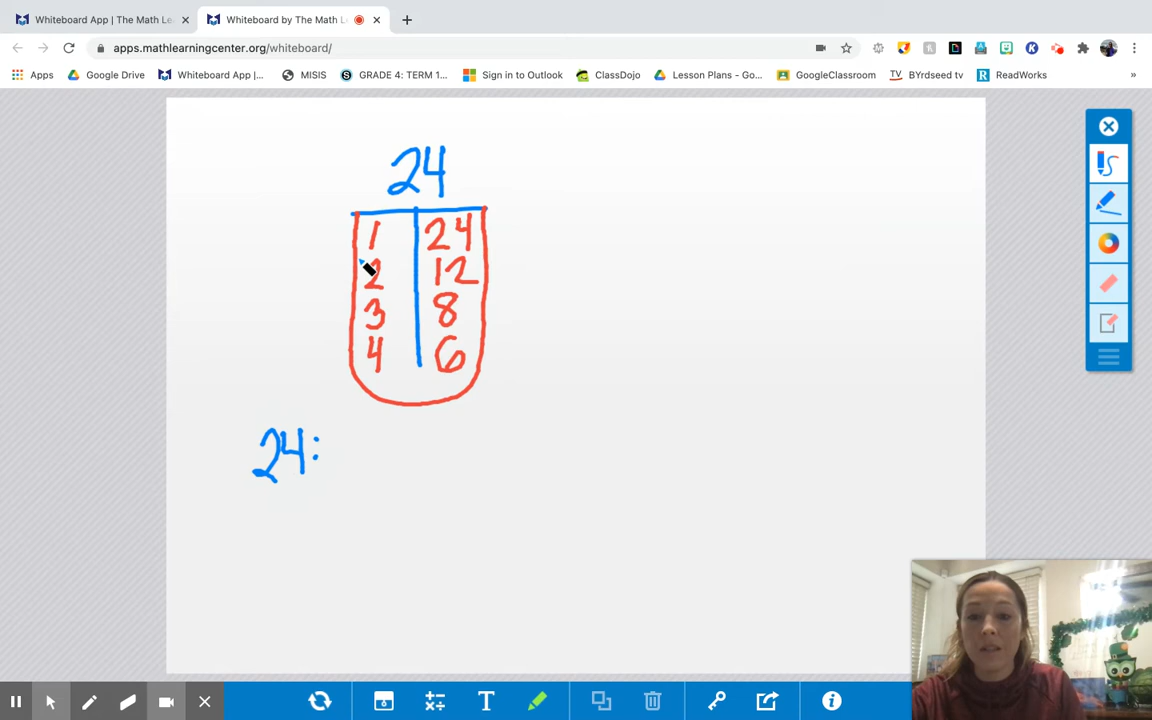 Whiteboard App | The Math Le
Whiteboard by The Math L
apps.mathlearningcenter.org/whiteboard/
Apps Google Drive Whiteboard App |... MISIS GRADE 4: TERM 1... Sign in to Outlook ClassDojo Lesson Plans - Go... GoogleClassroom TV BYrdseed tv R ReadWorks »
24
1 24
2 12
3 8
4 6
24:
T